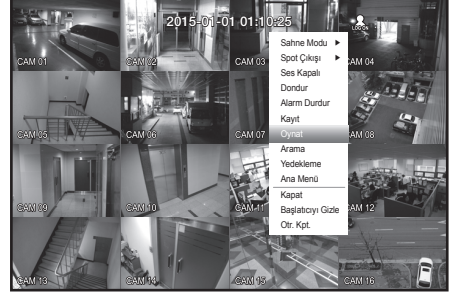 2015-01-01 01:10:25
LOG ON
CAM 01
CAM 02
CAM 03
CAM 04
Sahne Modu
Spot Çıkışı
Ses Kapalı
Dondur
Alarm Durdur
Kayıt
Oynat
Arama
Yedekleme
Ana Menü
Kapat
Başlatıcıyı Gizle
Otr. Kpt.
CAM 05
CAM 06
CAM 07
CAM 08
CAM 09
CAM 10
CAM 11
CAM 12
CAM 13
CAM 14
CAM 15
CAM 16